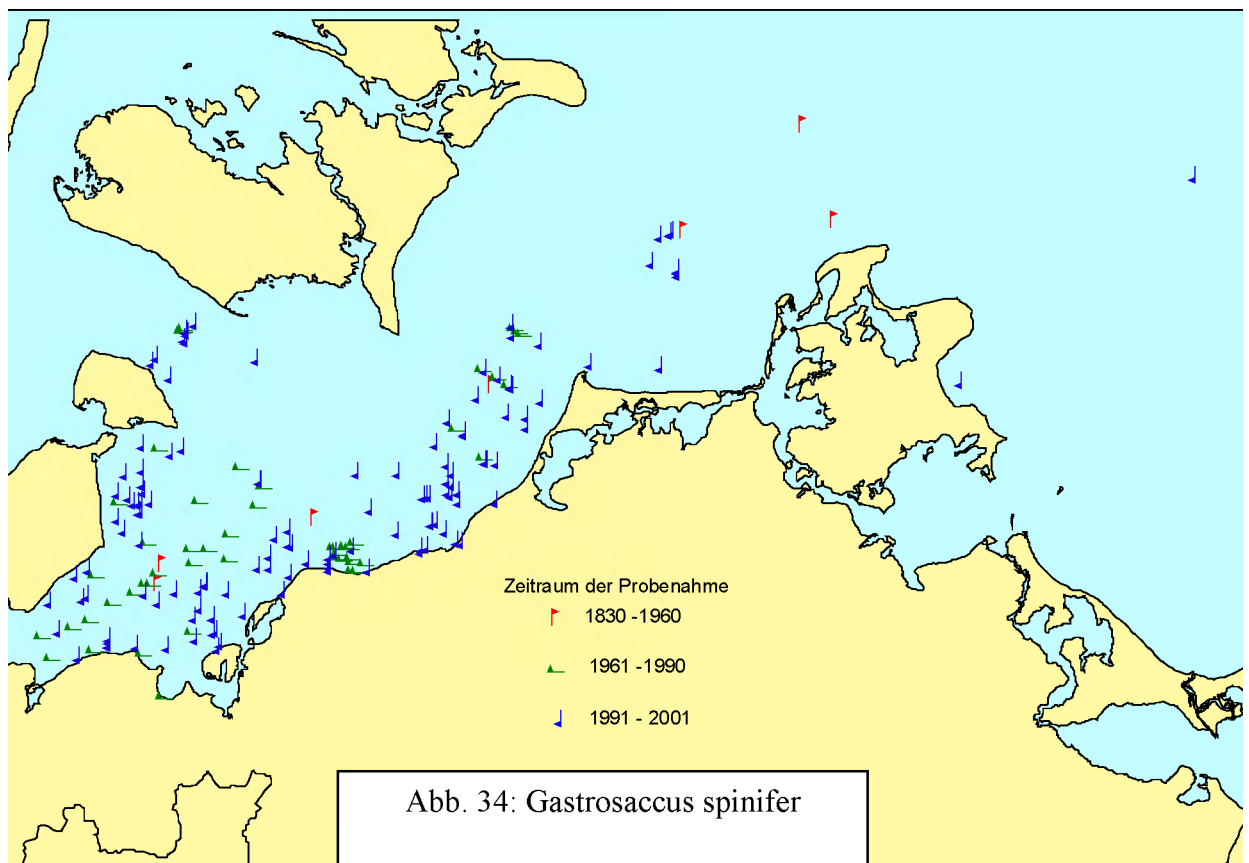 Zeitraum der Probenahme
1830 -1960
1961 -1990
1991 - 2001
Abb. 34: Gastrosaccus spinifer